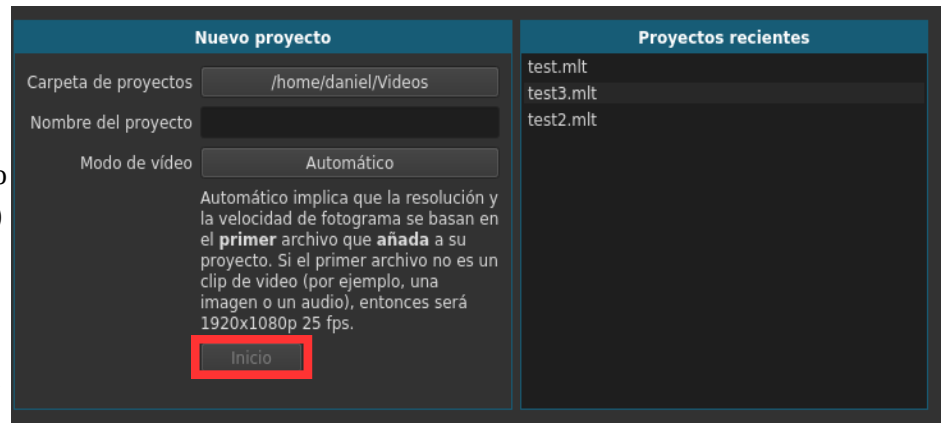 Nuevo proyecto
Carpeta de proyectos /home/daniel/Videos
Nombre del proyecto
Modo de vídeo Automático
Automático implica que la resolución y
la velocidad de fotograma se basan en
el primer archivo que añada a su
proyecto. Si el primer archivo no es un
clip de video (por ejemplo, una
imagen o un audio), entonces será
1920x1080p 25 fps.
Inicio
Proyectos recientes
test.mlt
test3.mlt
test2.mlt